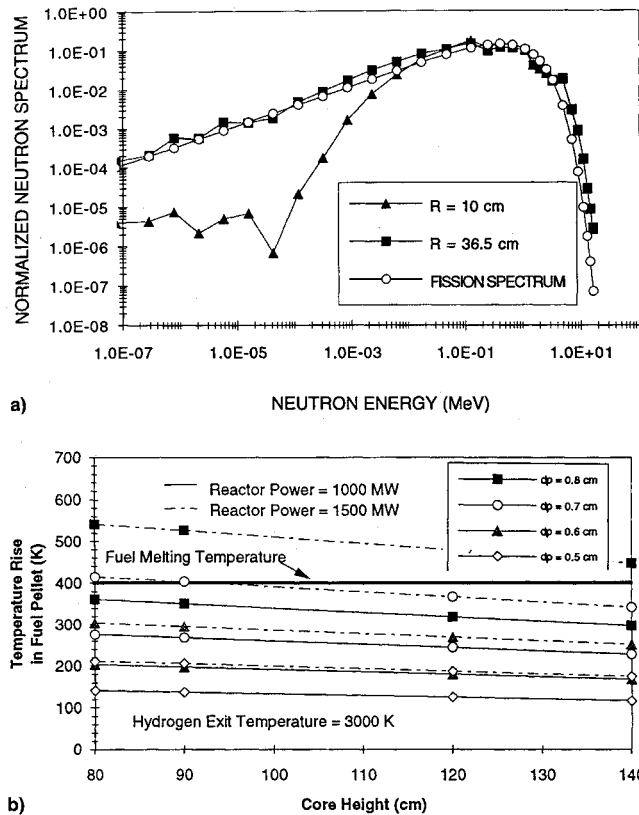 1.0E+00
1.0E-01
1.0E-02
1.0E-03
1.0E-04
1.0E-05
1.0E-06
1.0E-07
1.0E-08
NORMALIZED NEUTRON SPECTRUM
R = 10 cm
R = 36.5 cm
FISSION SPECTRUM
1.0E-07 1.0E-05 1.0E-03 1.0E-01 1.0E+01
a) NEUTRON ENERGY (MeV)
700
600
500
400
300
200
100
0
Temperature Rise
in Fuel Pellet (K)
Reactor Power = 1000 MW
Reactor Power = 1500 MW
Fuel Melting Temperature
dp = 0.8 cm
dp = 0.7 cm
dp = 0.6 cm
dp = 0.5 cm
Hydrogen Exit Temperature = 3000 K
80 90 100 110 120 130 140
b) Core Height (cm)